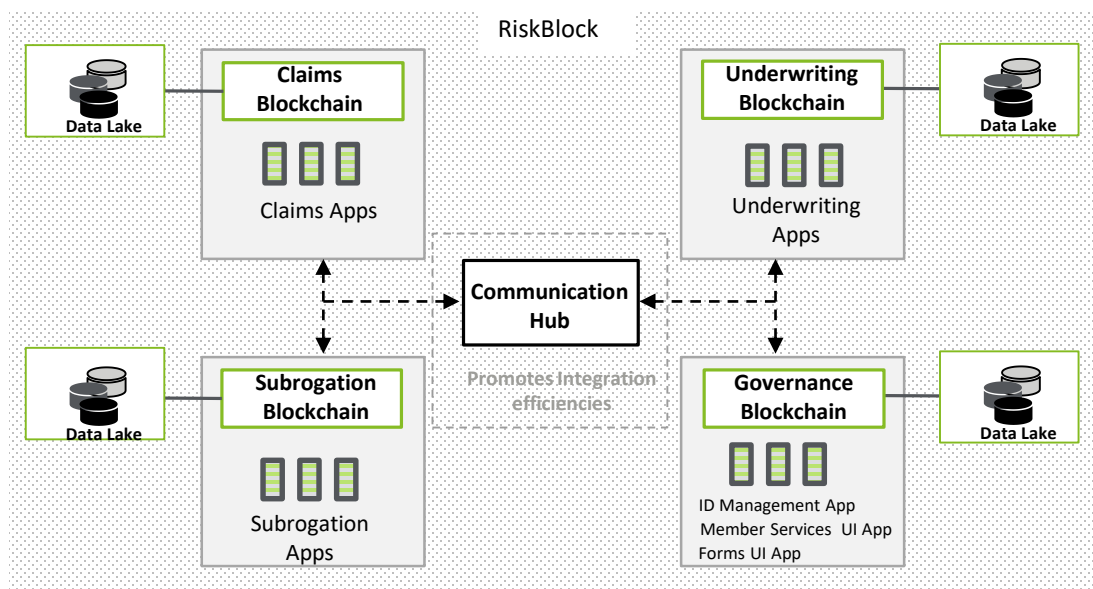 RiskBlock
Data Lake
Claims
Blockchain
Claims Apps
Underwriting
Blockchain
Underwriting
Apps
Data Lake
Communication
Hub
Promotes Integration
efficiencies
Data Lake
Subrogation
Blockchain
Subrogation
Apps
Governance
Blockchain
ID Management App
Member Services UI App
Forms UI App
Data Lake